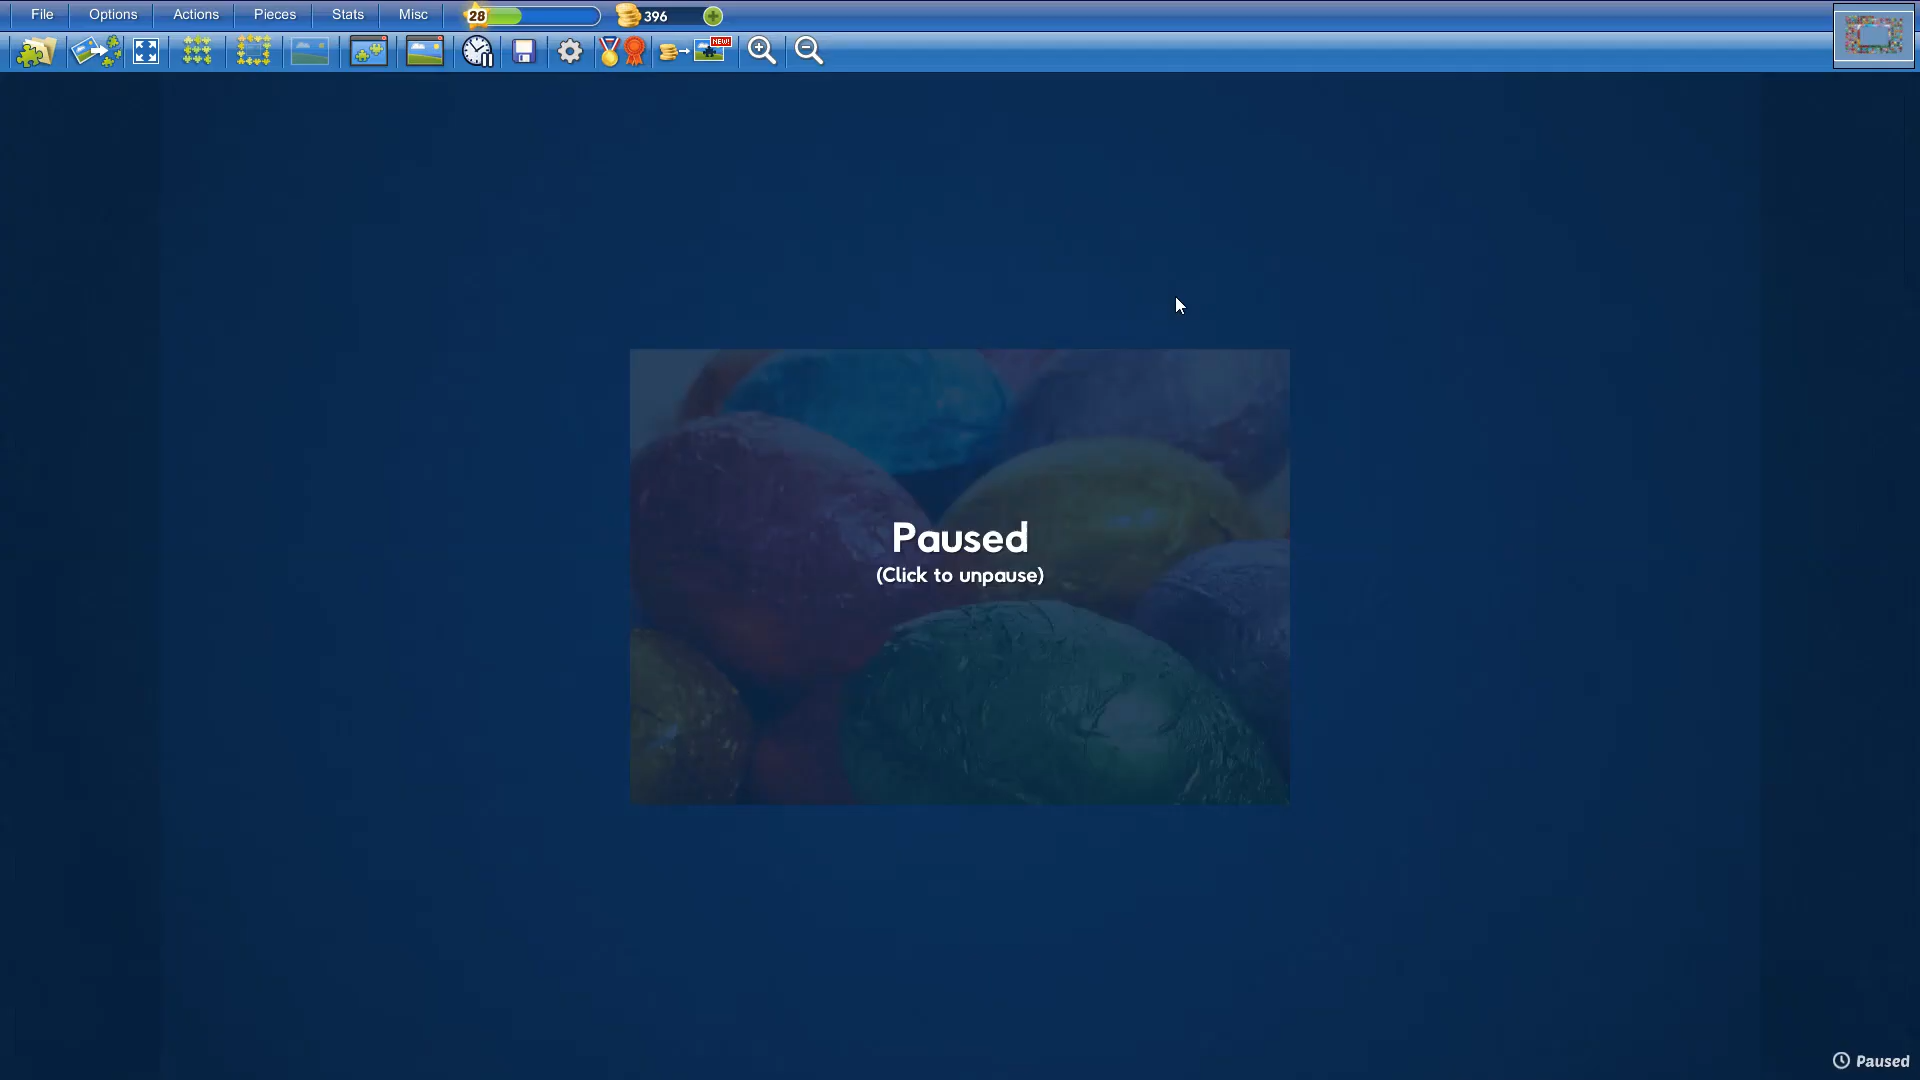 File Options Actions Pieces Stats Misc 28 396
NEW!
Paused
(Click to unpause)
Paused